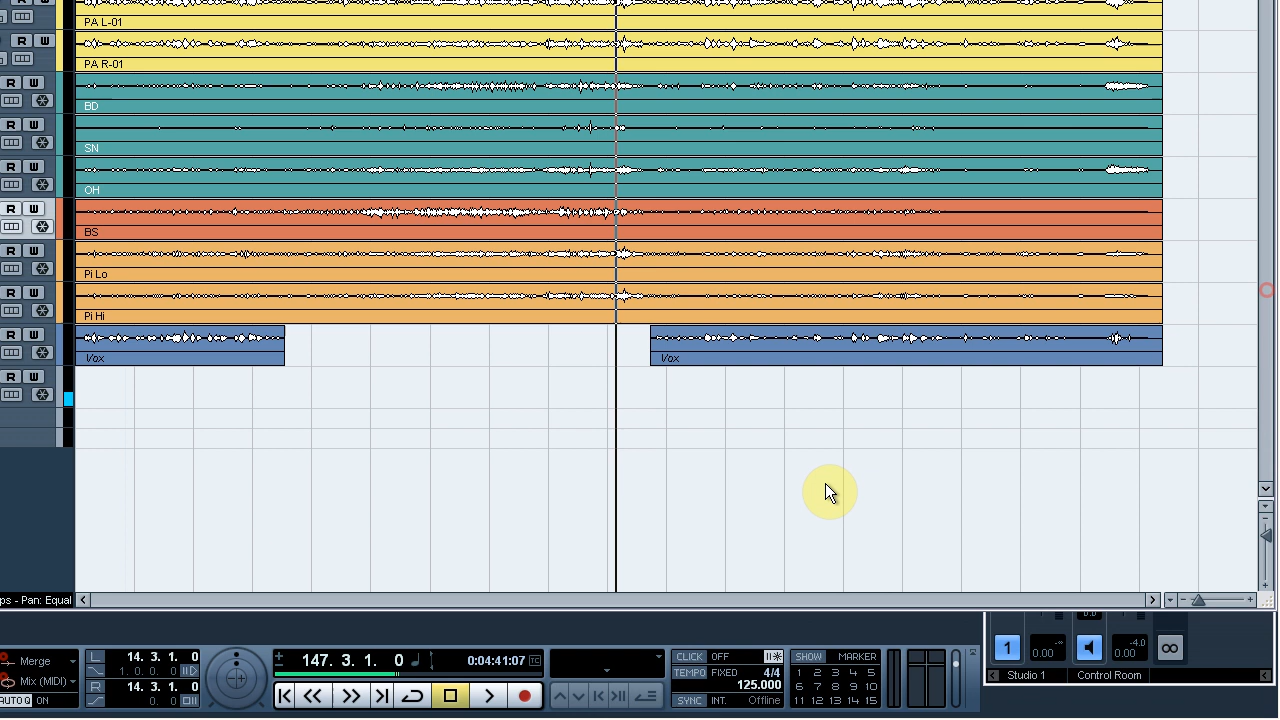 PA L-01
R W
PA R-01
R W
BD
R W
SN
R W
OH
R W
BS
R W
Pi Lo
R W
Pi Hi
R W
Vox Vox
R W
ps - Pan: Equal
Merge
Mix (MIDI)
AUTO Q ON
L 14. 3. 1. 0
1. 0. 0. 0
R 14. 3. 1. 0
0. 0
147. 3. 1. 0 0:04:41:07
CLICK OFF
TEMPO FIXED 4/4
125.000
SYNC INT. Offline
SHOW MARKER
1 2 3 4 5
6 7 8 9 10
11 12 13 14 15
1 0.00 -∞ -4.0 0.00
Studio 1 Control Room